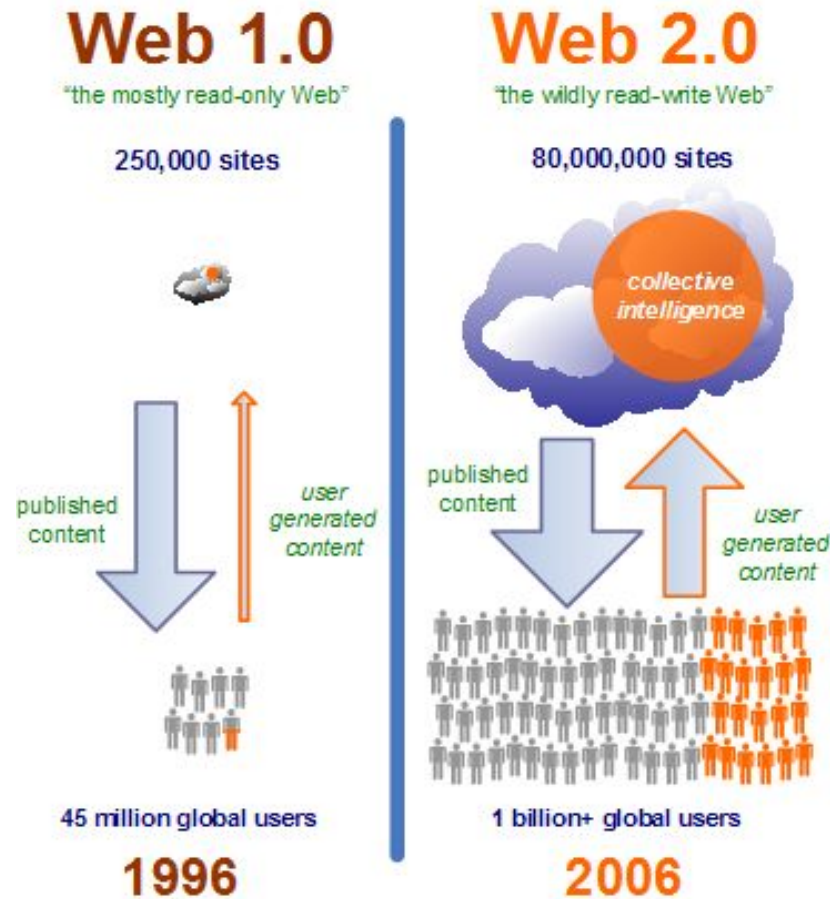 Web 1.0
"the mostly read-only Web"
250,000 sites
published
content
user
generated
content
45 million global users
1996
Web 2.0
"the wildly read-write Web"
80,000,000 sites
collective
intelligence
published
content
user
generated
content
1 billion+ global users
2006